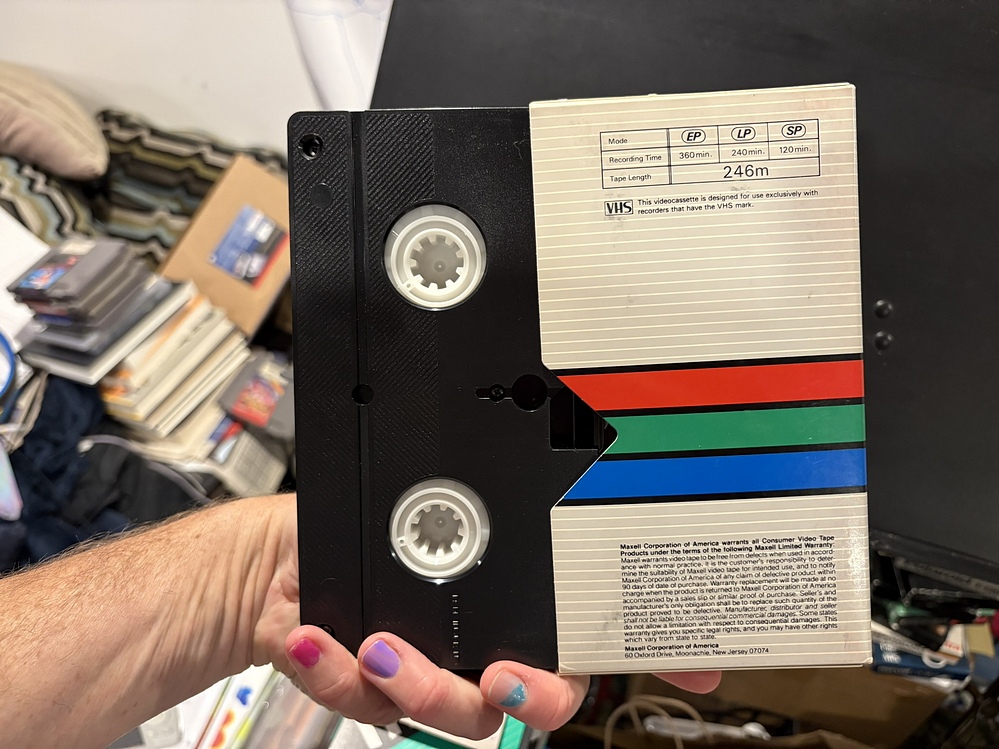 Mode EP LP SP
Recording Time 360min. 240min. 120min.
Tape Length 246m
VHS This videocassette is designed for use exclusively with
recorders that have the VHS mark.
Maxell Corporation of America warrants all Consumer Video Tape
Products under the terms of the following Maxell Limited Warranty:
Maxell warrants video tape to be free from defects when used in accord-
ance with normal practice. It is the customer's responsibility to deter-
mine the suitability of Maxell video tape for intended use, and to notify
Maxell Corporation of America of any claim of defective product within
90 days of date of purchase. Warranty replacement will be made at no
charge when the product is returned to Maxell Corporation of America
accompanied by a sales slip or similar proof of purchase. Seller's and
manufacturer's only obligation shall be to replace such quantity of the
product proved to be defective. Manufacturer, distributor and seller
shall not be liable for consequential commercial damages. Some states
do not allow a limitation with respect to consequential damages. This
warranty gives you specific legal rights, and you may have other rights
which vary from state to state.
Maxell Corporation of America
60 Oxford Drive, Moonachie, New Jersey 07074